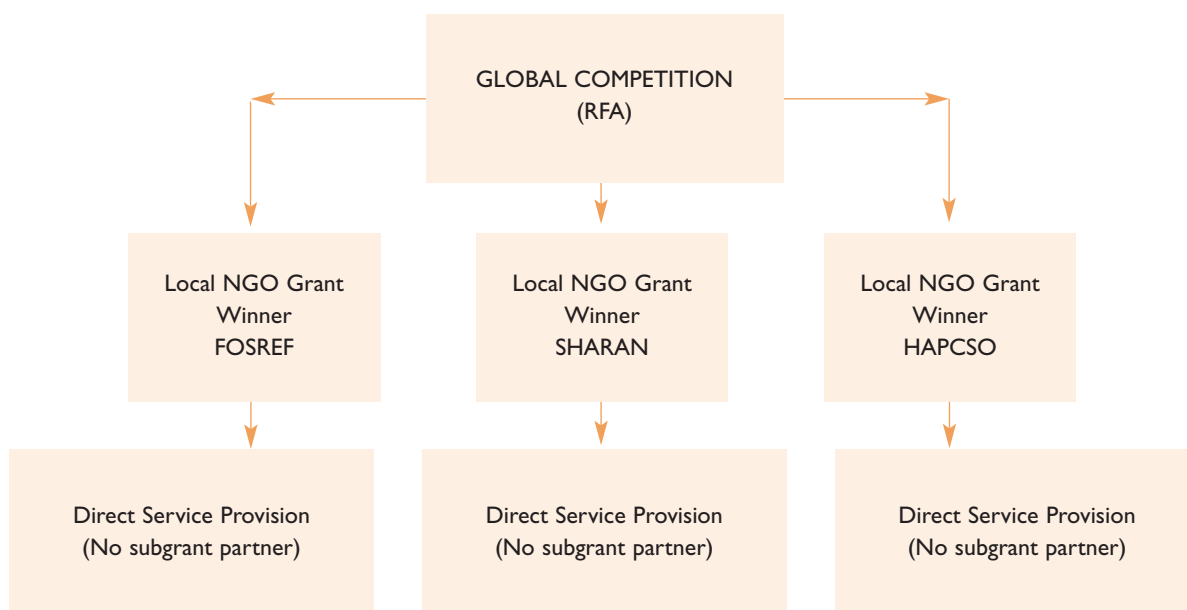 GLOBAL COMPETITION
(RFA)
Local NGO Grant
Winner
FOSREF
Local NGO Grant
Winner
SHARAN
Local NGO Grant
Winner
HAPCSO
Direct Service Provision
(No subgrant partner)
Direct Service Provision
(No subgrant partner)
Direct Service Provision
(No subgrant partner)